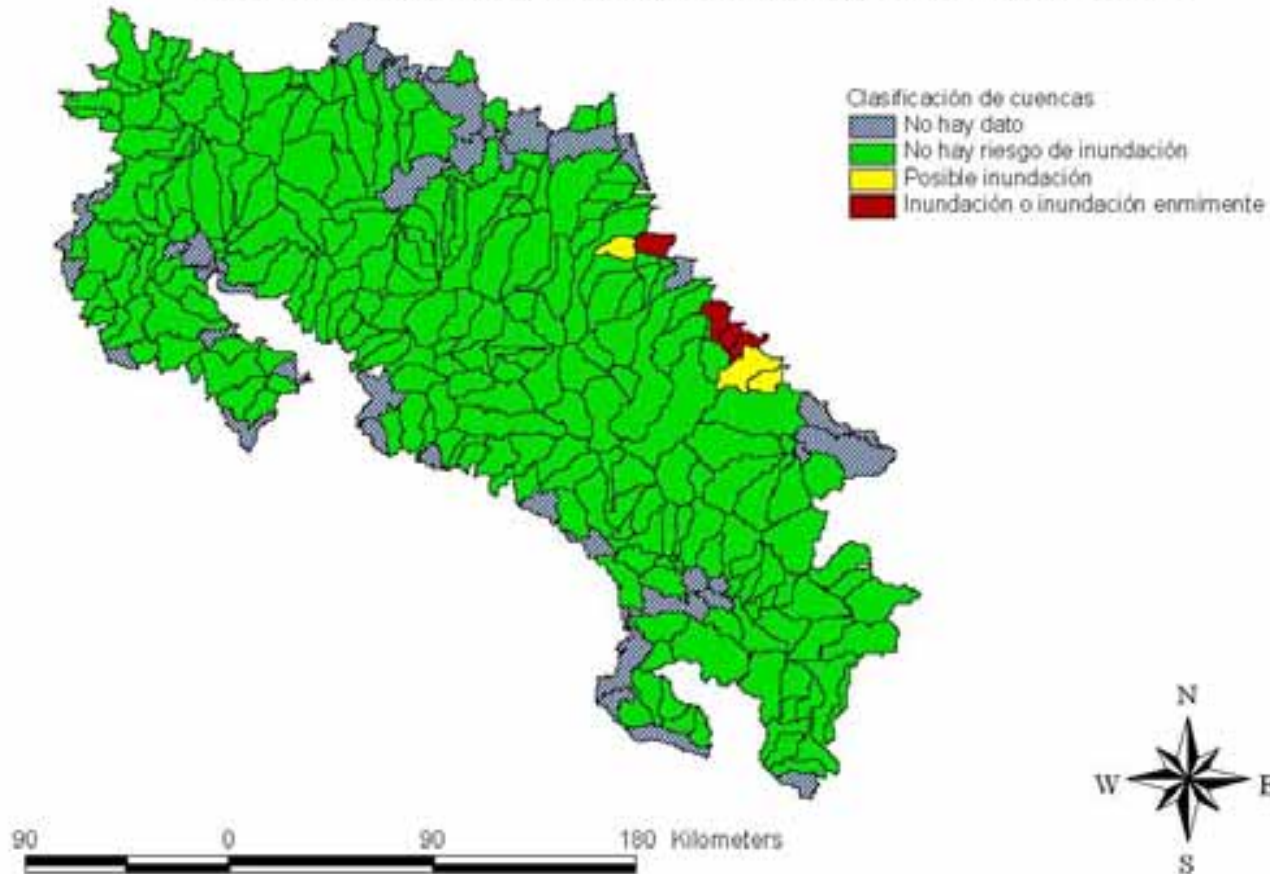 Clasificación de cuencas
No hay dato
No hay riesgo de inundación
Posible inundación
Inundación o inundación enmimente
N
W E
S
90 0 90 180 Kilometers